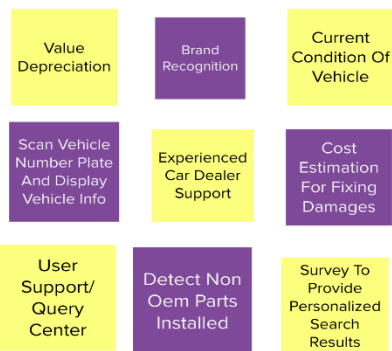 Value
Depreciation
Brand
Recognition
Current
Condition Of
Vehicle
Scan Vehicle
Number Plate
And Display
Vehicle Info
Experienced
Car Dealer
Support
Cost
Estimation
For Fixing
Damages
User
Support/
Query
Center
Detect Non
Oem Parts
Installed
Survey To
Provide
Personalized
Search
Results